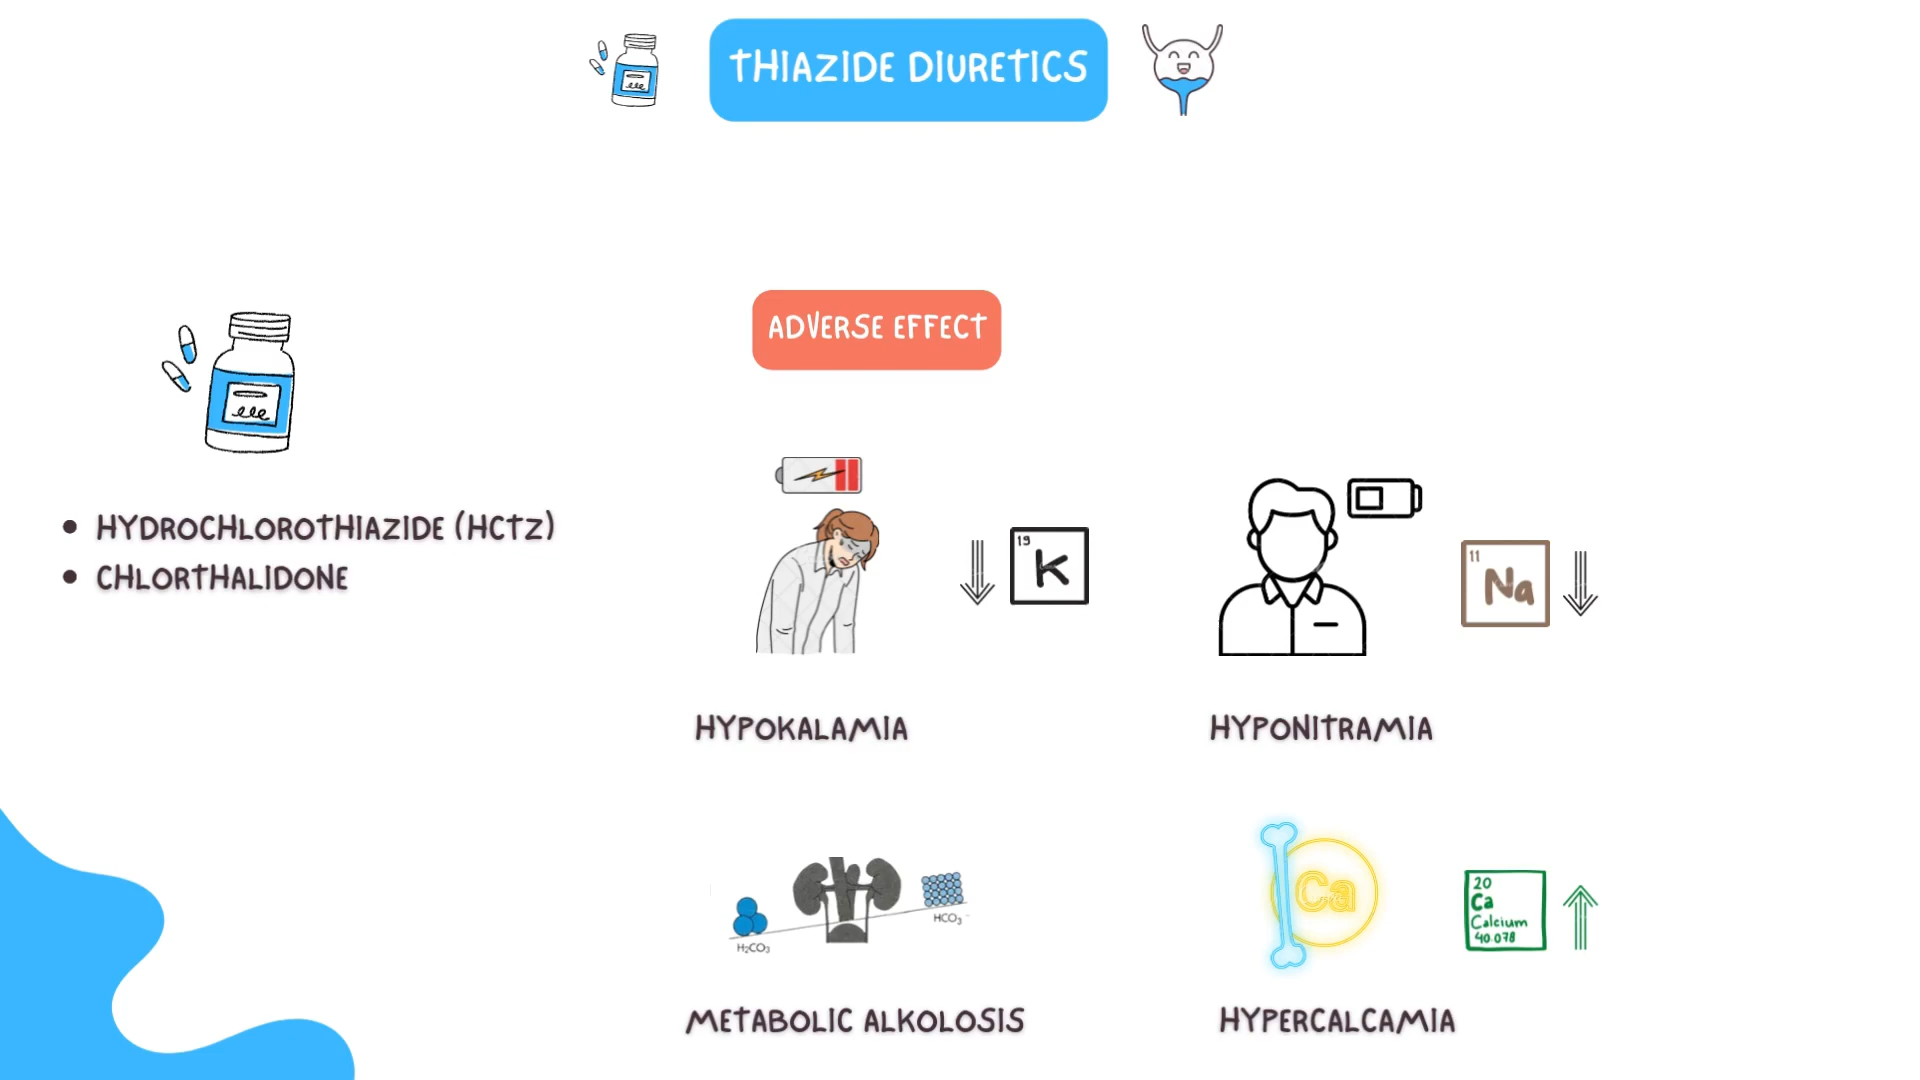 THIAZIDE DIURETICS
ADVERSE EFFECT
• HYDROCHLOROTHIAZIDE (HCTZ)
• CHLORTHALIDONE
19
K
11
Na
HYPOKALAMIA
HYPONITRAMIA
H₂CO₃
HCO₃⁻
Ca
20
Ca
Calcium
40.078
METABOLIC ALKOLOSIS
HYPERCALCAMIA